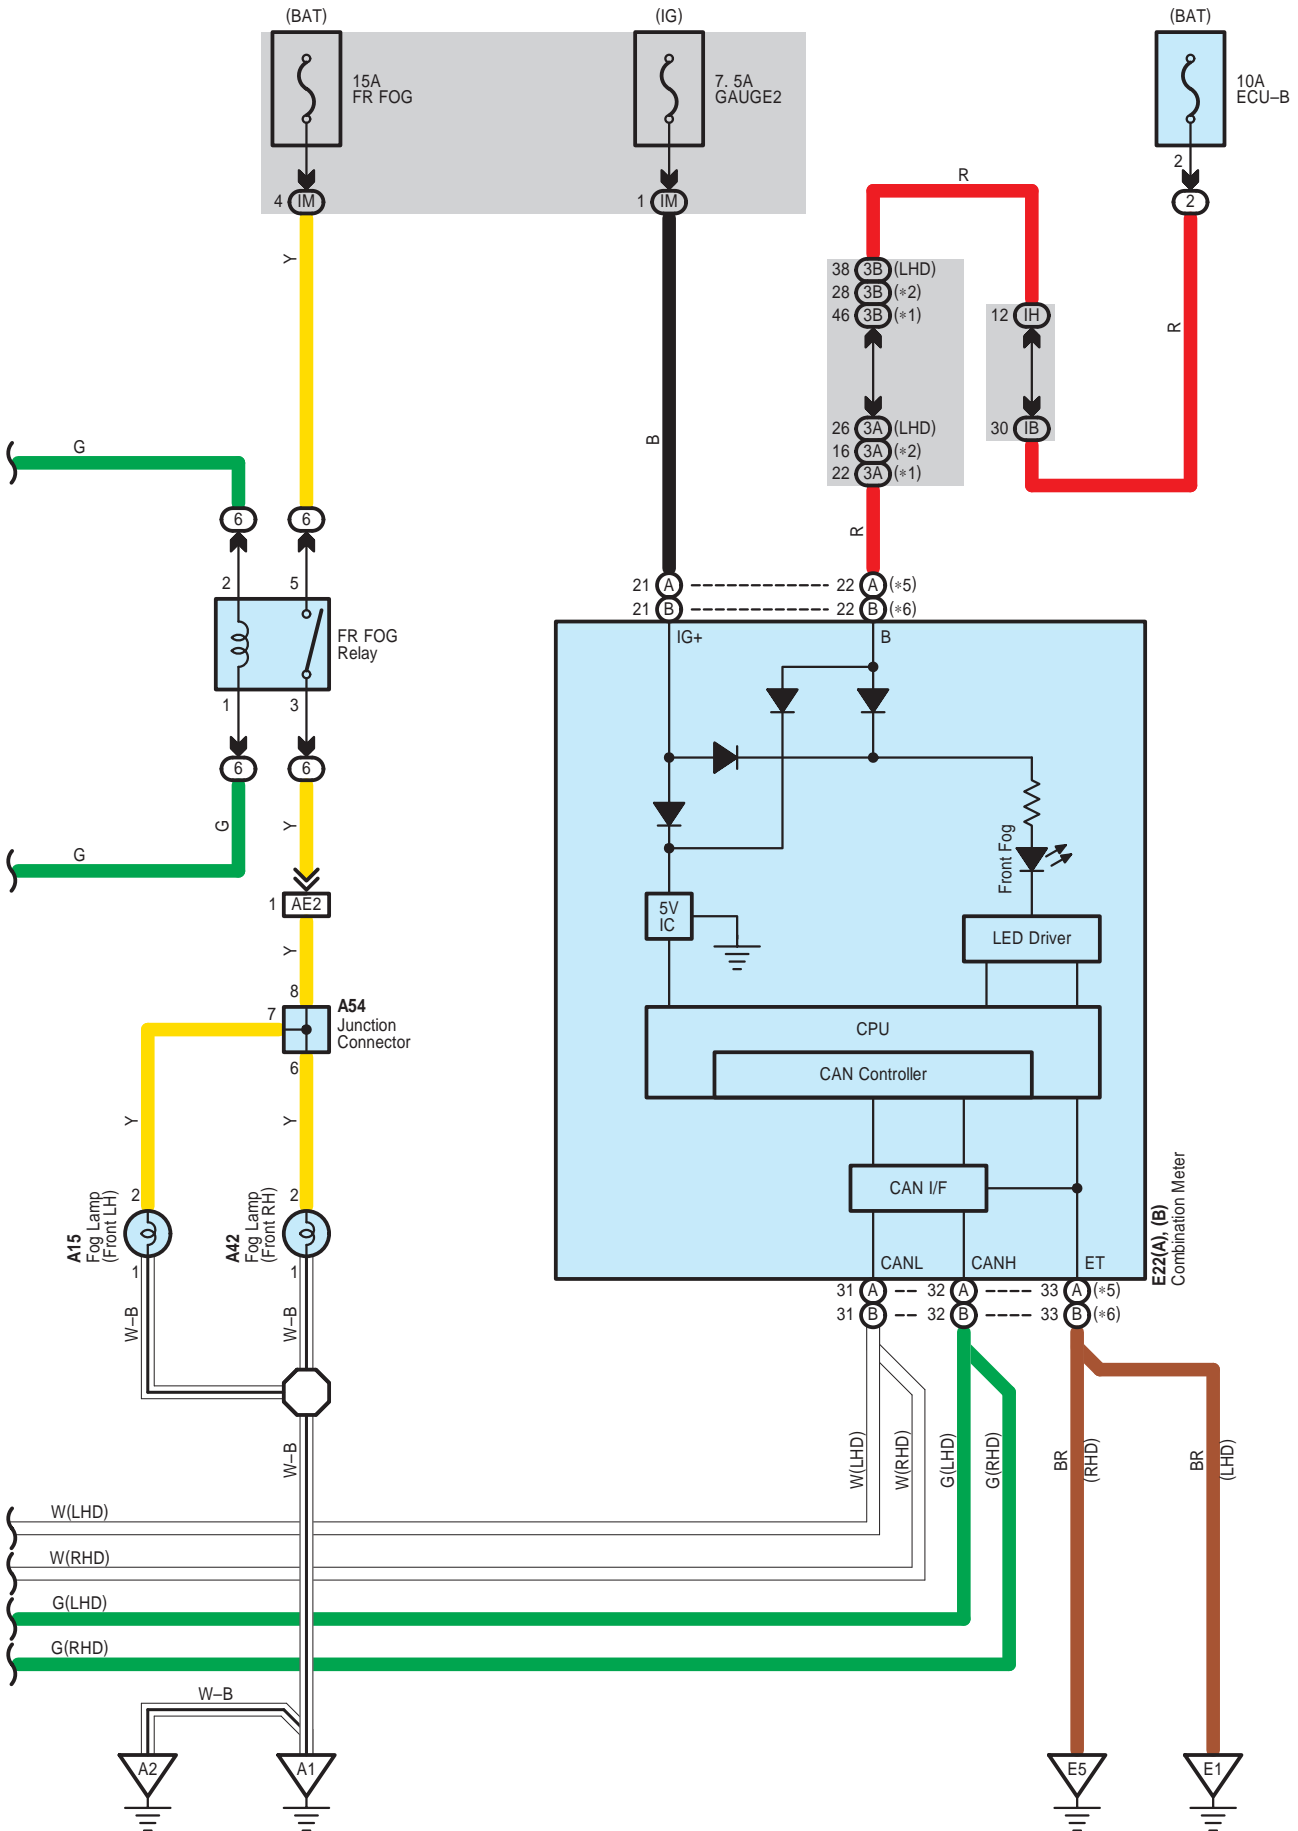 (BAT)
(IG)
(BAT)
15A
FR FOG
7. 5A
GAUGE2
10A
ECU–B
2
4 IM
1 IM
2
R
Y
38 3B (LHD)
28 3B (∗2)
46 3B (∗1)
12 IH
R
26 3A (LHD)
16 3A (∗2)
22 3A (∗1)
30 IB
B
G
6
6
R
2
5
21 A
22 A (∗5)
21 B
22 B (∗6)
FR FOG
Relay
IG+
B
1
3
6
6
G
Y
G
Front Fog
1 AE2
5V
IC
LED Driver
Y
8
7
A54
Junction
Connector
CPU
6
CAN Controller
Y
Y
2
2
A15
Fog Lamp
(Front LH)
A42
Fog Lamp
(Front RH)
1
1
CAN I/F
E22(A), (B)
Combination Meter
CANL
CANH
ET
31 A
32 A
33 A (∗5)
31 B
32 B
33 B (∗6)
W–B
W–B
W–B
W(LHD)
W(RHD)
G(LHD)
G(RHD)
BR
(RHD)
BR
(LHD)
W(LHD)
W(RHD)
G(LHD)
G(RHD)
W–B
A2
A1
E5
E1